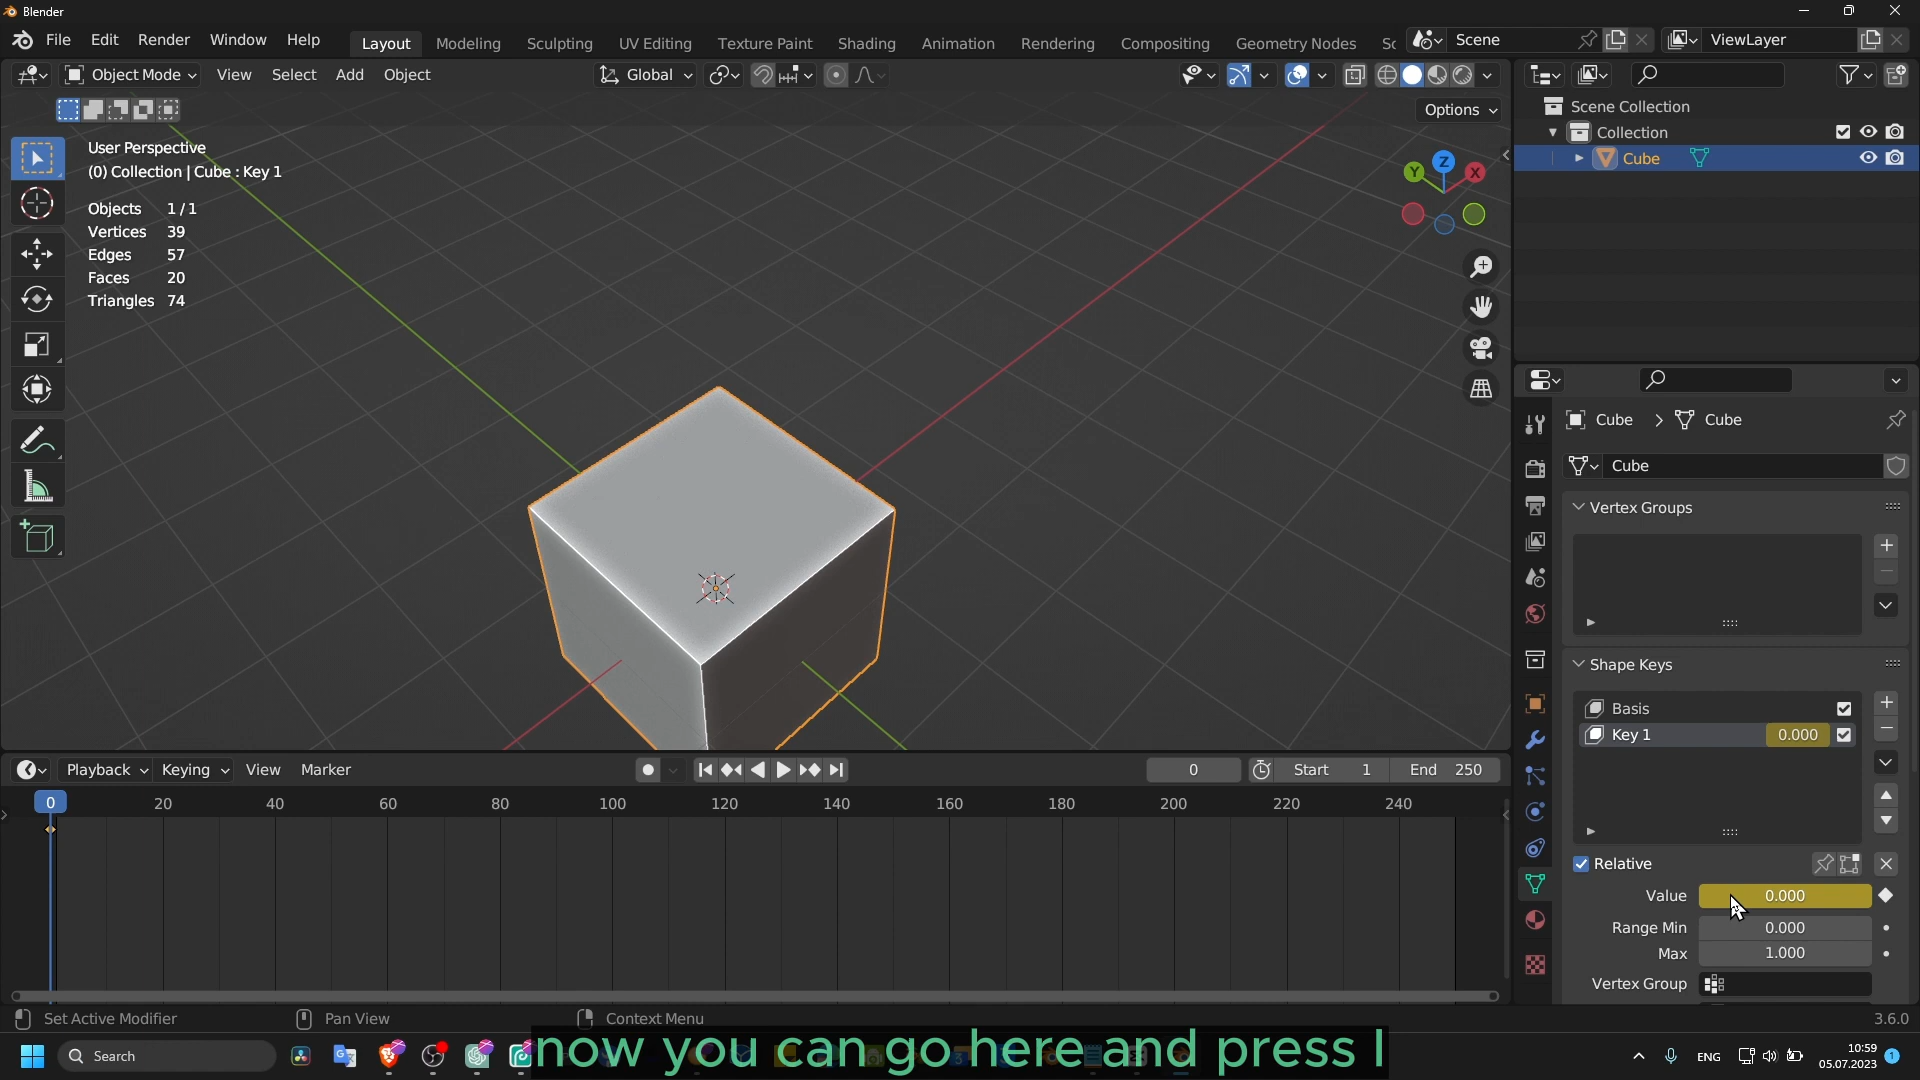 Blender
File Edit Render Window Help Layout Modeling Sculpting UV Editing Texture Paint Shading Animation Rendering Compositing Geometry Nodes Sc Scene ViewLayer
Object Mode View Select Add Object Global
Options
User Perspective
(0) Collection | Cube : Key 1
Objects 1/1
Vertices 39
Edges 57
Faces 20
Triangles 74
Z
Y
X
Scene Collection
Collection
Cube
Cube > Cube
Cube
Vertex Groups
Shape Keys
Basis
Key 1 0.000
Relative
Value 0.000
Range Min 0.000
Max 1.000
Vertex Group
Playback Keying View Marker 0 Start 1 End 250
0 20 40 60 80 100 120 140 160 180 200 220 240
Set Active Modifier Pan View Context Menu 3.6.0
now you can go here and press I
Search ENG 10:59
05.07.2023 1